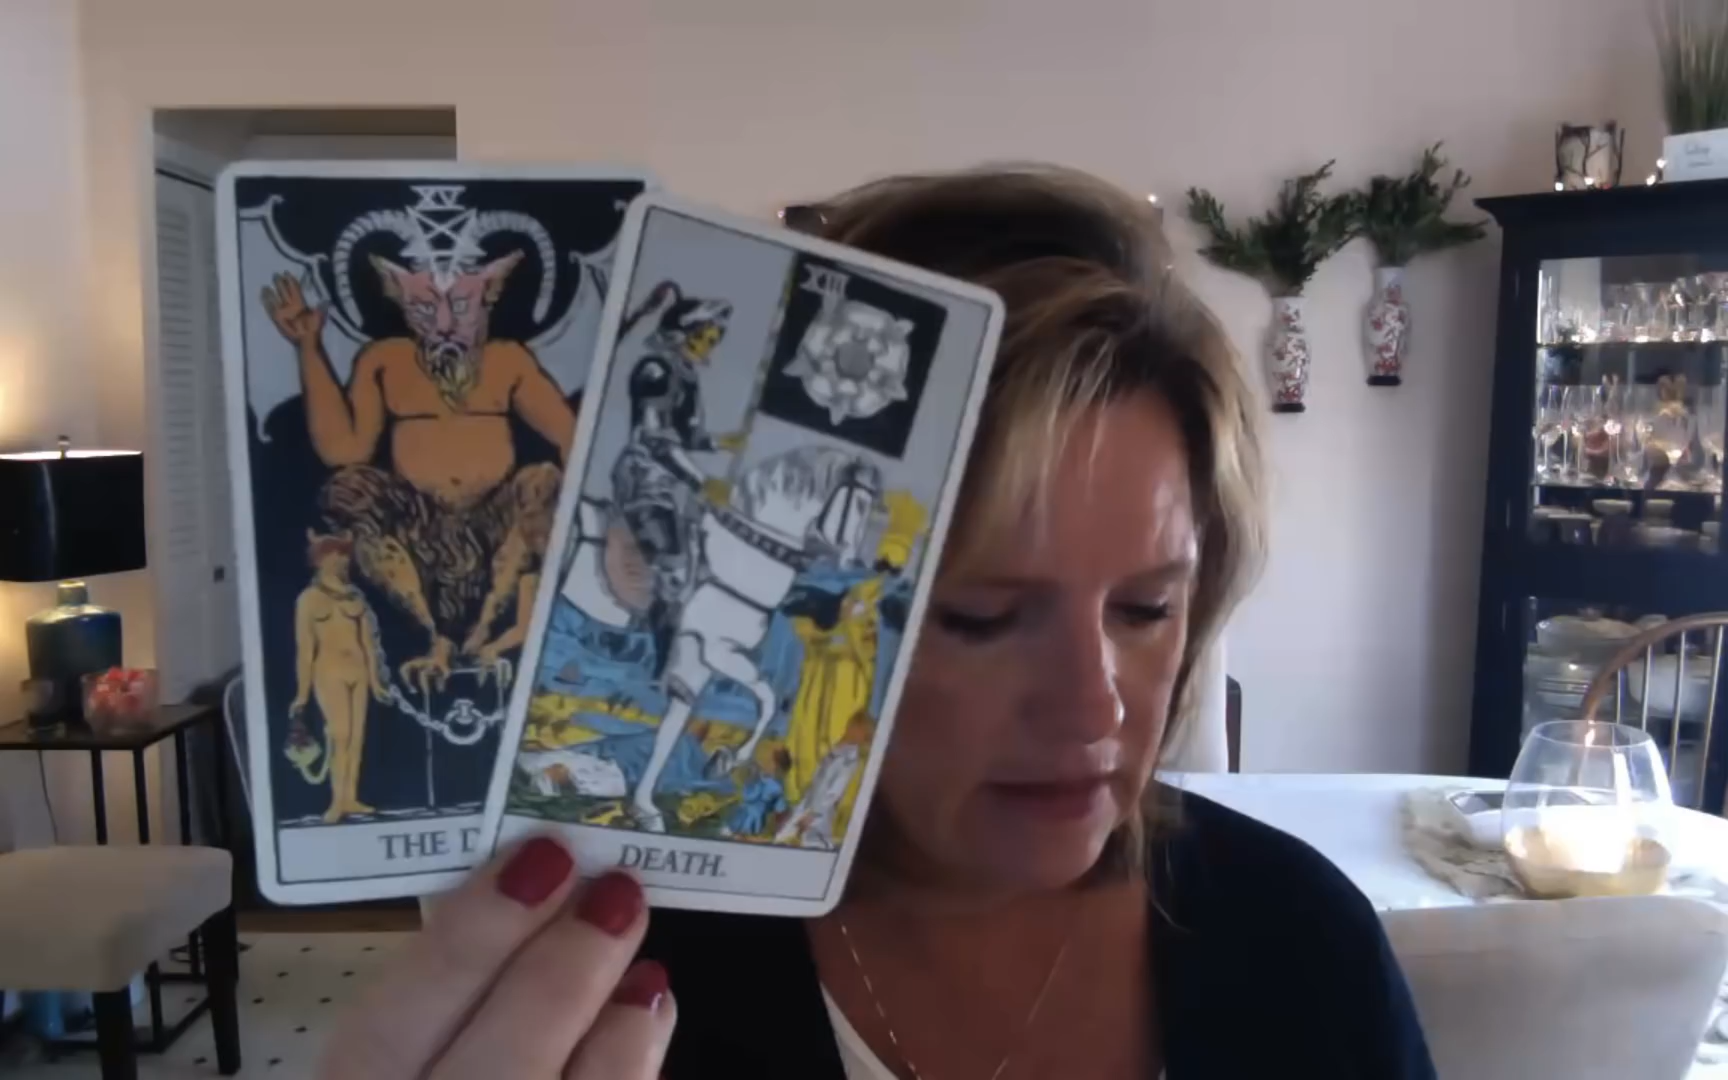 XV
THE D
XIII
DEATH.